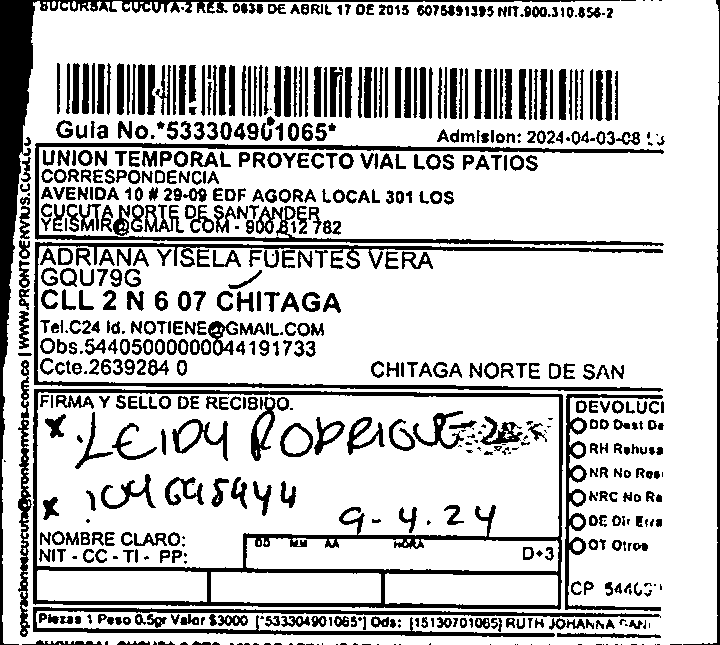 SUCURSAL CUCUTA-2 RES. 0838 DE ABRIL 17 DE 2015 6075891395 NIT.900.310.856-2
Guia No.*533304901065*
Admision: 2024-04-03-08
UNION TEMPORAL PROYECTO VIAL LOS PATIOS
CORRESPONDENCIA
AVENIDA 10 # 29-09 EDF AGORA LOCAL 301 LOS
CUCUTA NORTE DE SANTANDER
YEISMIR@GMAIL COM - 900.812 782
ADRIANA YISELA FUENTES VERA
GQU79G
CLL 2 N 6 07 CHITAGA
Tel.C24 Id. NOTIENE@GMAIL.COM
Obs.54405000000044191733
Ccte.2639284 0
CHITAGA NORTE DE SAN
FIRMA Y SELLO DE RECIBIDO.
x LEIDY RODRIGUE
x
9-4.24
NOMBRE CLARO:
NIT - CC - TI - PP:
DD MM AA HORA
D+3
DEVOLUCI
DD Dest De
RH Rehusa
NR No Res
NRC No Re
DE Dir Erra
OT Otros
CP
Piezas 1 Peso 0.5gr Valor $3000 [*533304901065*] Ods: [15130701065] RUTH JOHANNA
operacionescucuta@prontoenvios.com.co | WWW.PRONTOENVIOS.COM.CO